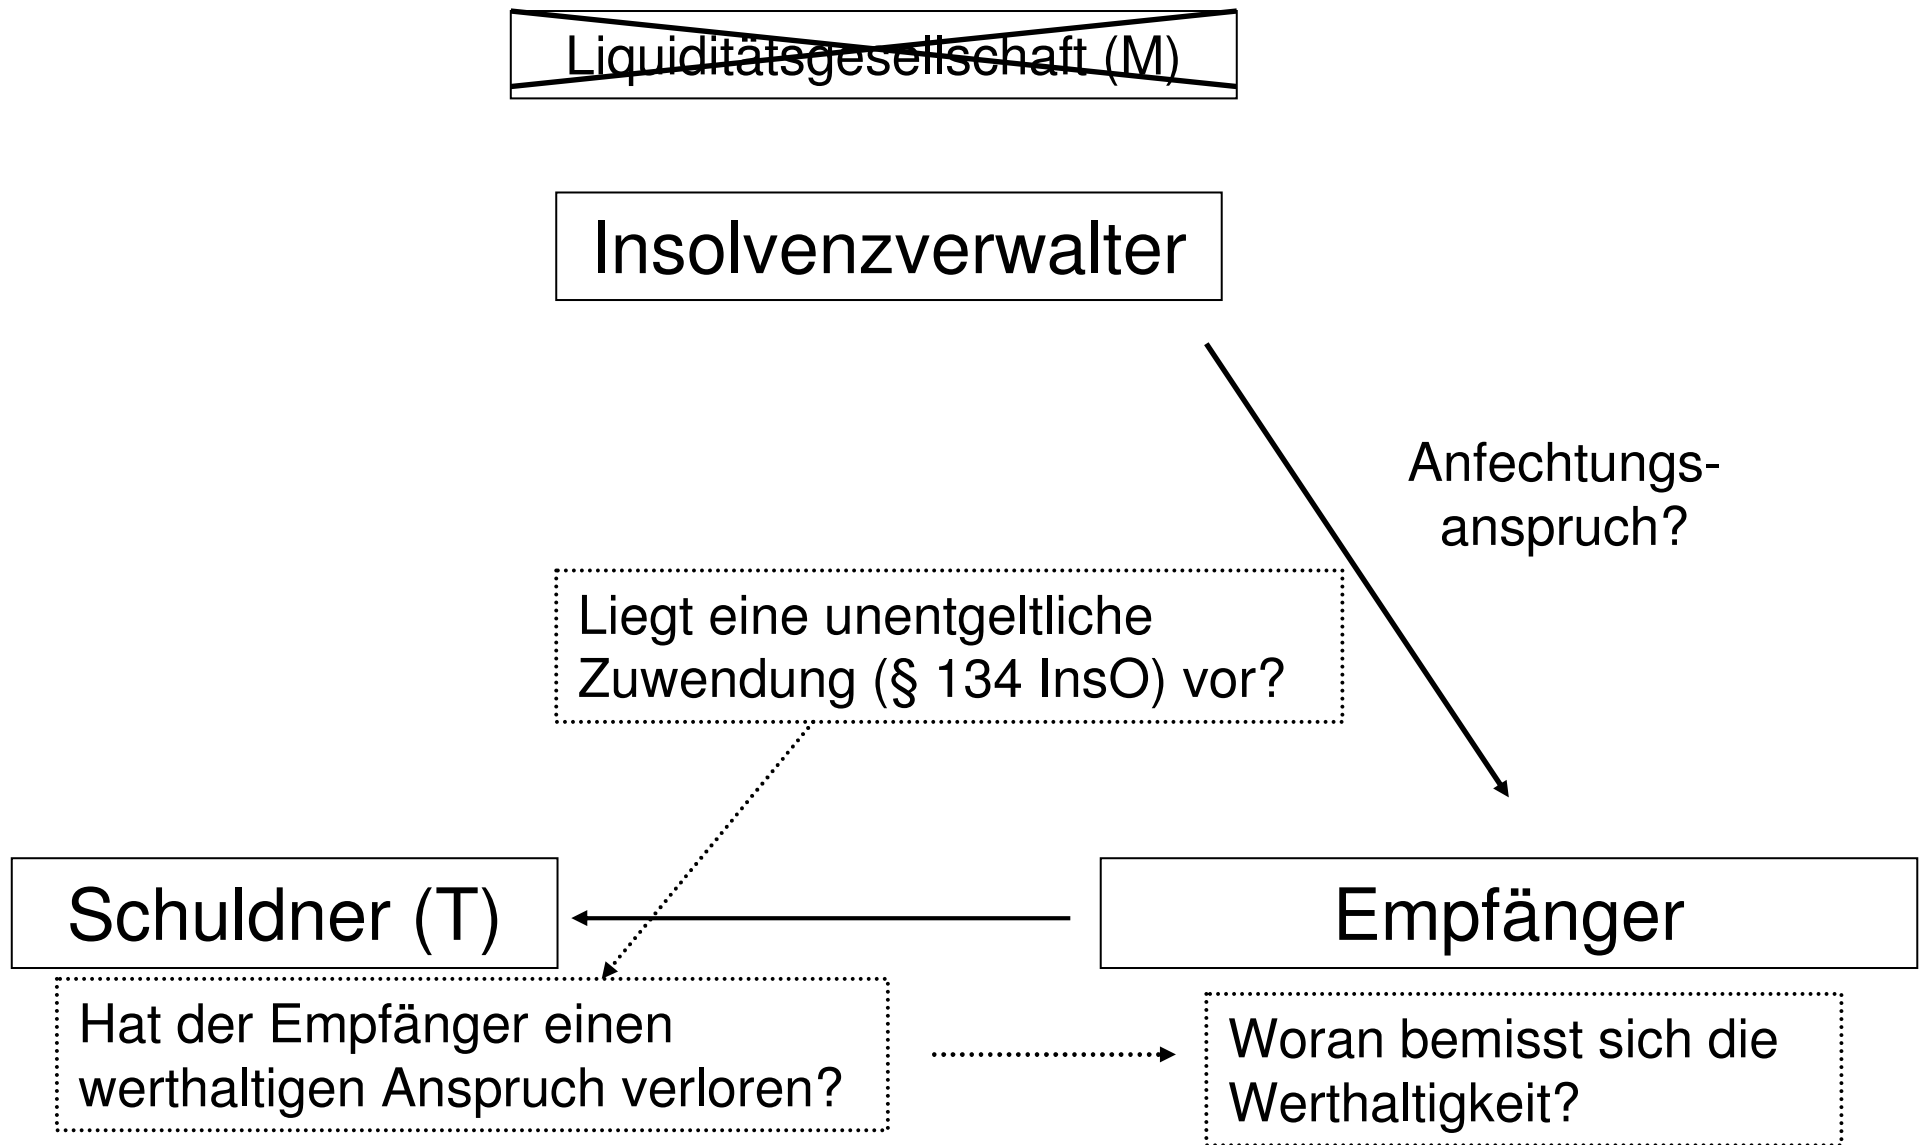 Liquiditätsgesellschaft (M)
Insolvenzverwalter
Anfechtungs-
anspruch?
Liegt eine unentgeltliche
Zuwendung (§ 134 InsO) vor?
Schuldner (T)
Empfänger
Hat der Empfänger einen
werthaltigen Anspruch verloren?
Woran bemisst sich die
Werthaltigkeit?